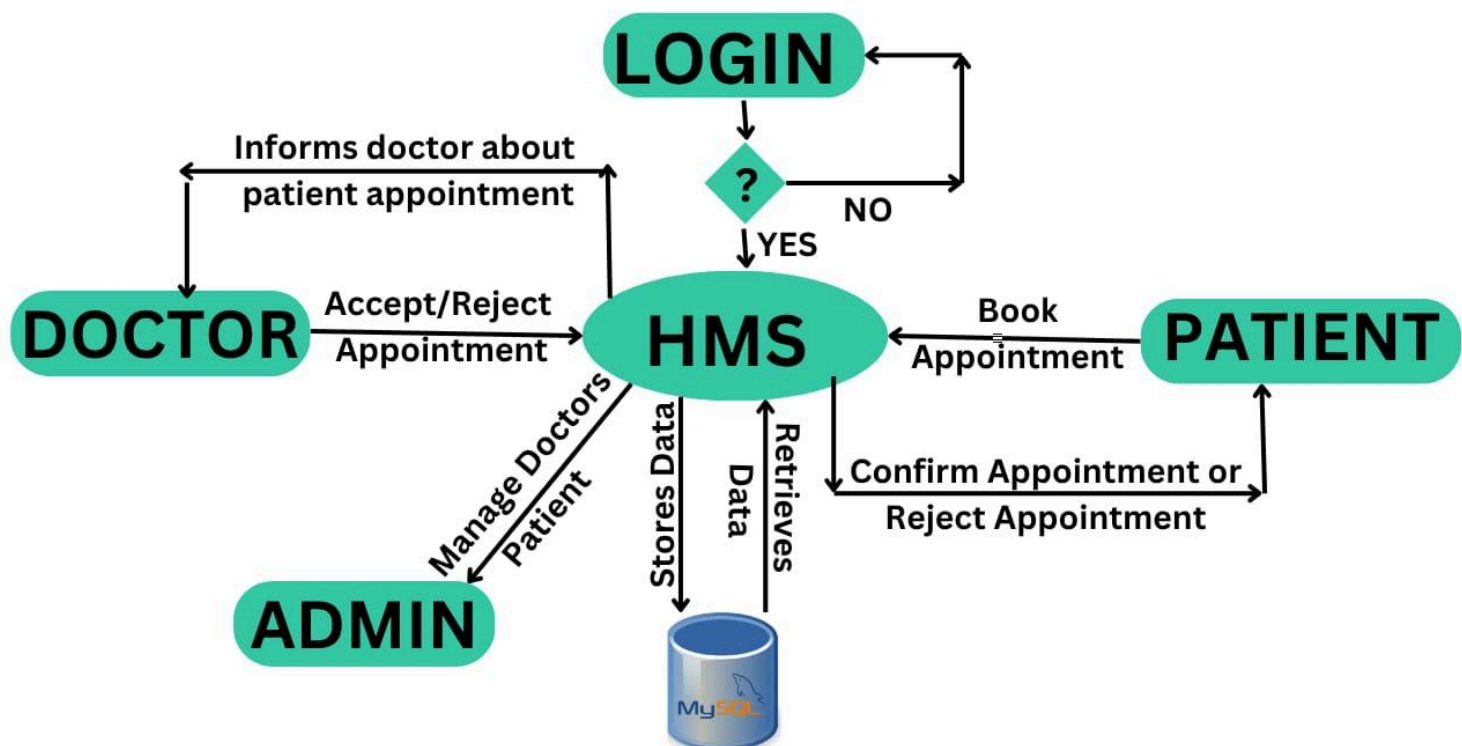 LOGIN
Informs doctor about
patient appointment
?
NO
YES
DOCTOR
Accept/Reject
Appointment
HMS
Book
Appointment
PATIENT
Manage Doctors
Patient
Stores Data
Retrieves
Data
Confirm Appointment or
Reject Appointment
ADMIN
MySQL